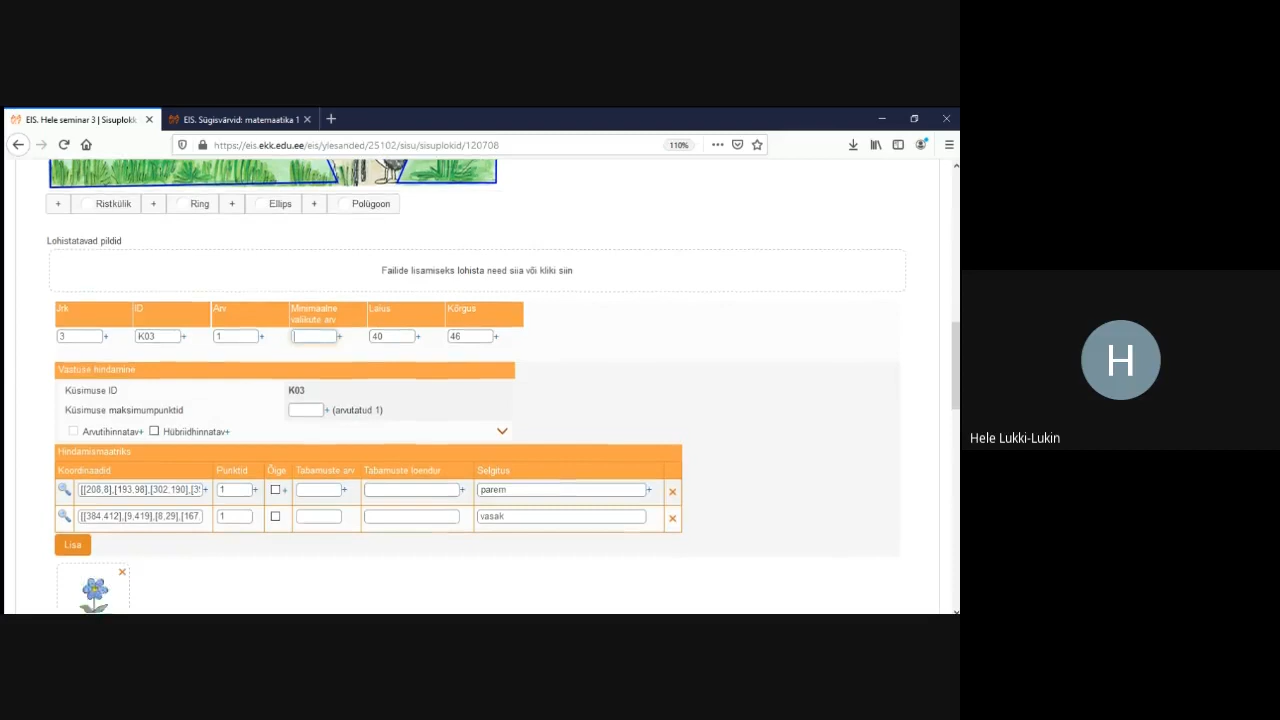 EIS. Hele seminar 3 | Sisuplokk
EIS. Sügisvärvid: matemaatika 1
https://eis.ekk.edu.ee/eis/ylesanded/25102/sisu/sisuplokid/120708
110%
+ Ristkülik + Ring + Ellips + Polügoon
Lohistatavad pildid
Failide lisamiseks lohista need siia või kliki siin
Jrk ID Arv Minimaalne valikute arv Laius Kõrgus
3 + K03 + 1 + + 40 + 46 +
Vastuse hindamine
Küsimuse ID K03
Küsimuse maksimumpunktid + (arvutatud 1)
Arvutihinnatav+ Hübriidhinnatav+
Hindamismaatriks
Koordinaadid Punktid Õige Tabamuste arv Tabamuste loendur Selgitus
[[208,8],[193,98],[302,190],[3 + 1 + + + + parem +
[[384,412],[9,419],[8,29],[167 1 vasak
Lisa
H
Hele Lukki-Lukin